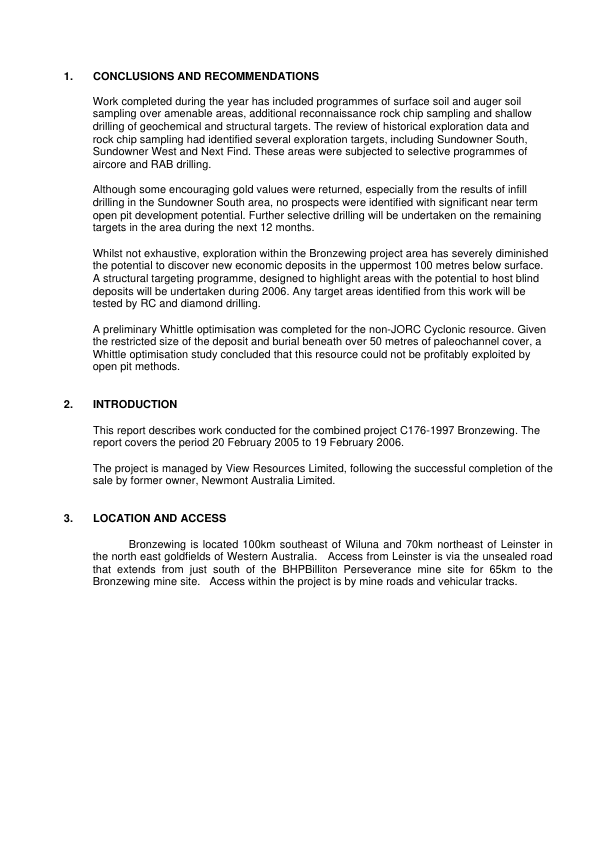 1. CONCLUSIONS AND RECOMMENDATIONS
Work completed during the year has included programmes of surface soil and auger soil
sampling over amenable areas, additional reconnaissance rock chip sampling and shallow
drilling of geochemical and structural targets. The review of historical exploration data and
rock chip sampling had identified several exploration targets, including Sundowner South,
Sundowner West and Next Find. These areas were subjected to selective programmes of
aircore and RAB drilling.
Although some encouraging gold values were returned, especially from the results of infill
drilling in the Sundowner South area, no prospects were identified with significant near term
open pit development potential. Further selective drilling will be undertaken on the remaining
targets in the area during the next 12 months.
Whilst not exhaustive, exploration within the Bronzewing project area has severely diminished
the potential to discover new economic deposits in the uppermost 100 metres below surface.
A structural targeting programme, designed to highlight areas with the potential to host blind
deposits will be undertaken during 2006. Any target areas identified from this work will be
tested by RC and diamond drilling.
A preliminary Whittle optimisation was completed for the non-JORC Cyclonic resource. Given
the restricted size of the deposit and burial beneath over 50 metres of paleochannel cover, a
Whittle optimisation study concluded that this resource could not be profitably exploited by
open pit methods.
2. INTRODUCTION
This report describes work conducted for the combined project C176-1997 Bronzewing. The
report covers the period 20 February 2005 to 19 February 2006.
The project is managed by View Resources Limited, following the successful completion of the
sale by former owner, Newmont Australia Limited.
3. LOCATION AND ACCESS
Bronzewing is located 100km southeast of Wiluna and 70km northeast of Leinster in
the north east goldfields of Western Australia. Access from Leinster is via the unsealed road
that extends from just south of the BHPBilliton Perseverance mine site for 65km to the
Bronzewing mine site. Access within the project is by mine roads and vehicular tracks.